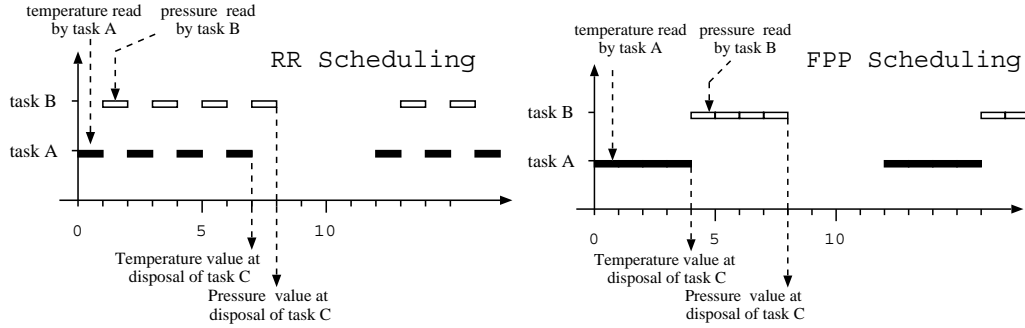 temperature read
by task A
pressure read
by task B
RR Scheduling
task B
task A
0
5
10
Temperature value at
disposal of task C
Pressure value at
disposal of task C
temperature read
by task A
pressure read
by task B
FPP Scheduling
task B
task A
0
5
10
Temperature value at
disposal of task C
Pressure value at
disposal of task C